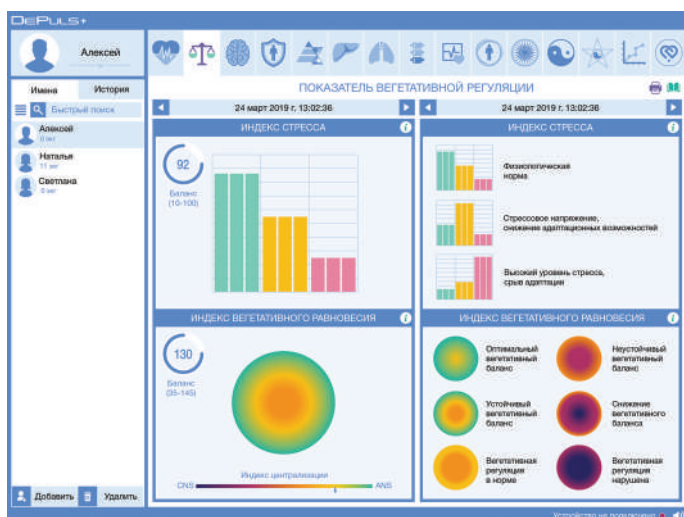 DEPULS+
Алексей
Имена
История
Быстрый поиск
Алексей
Наталья
Светлана
Добавить
Удалить
ПОКАЗАТЕЛЬ ВЕГЕТАТИВНОЙ РЕГУЛЯЦИИ
24 март 2019 г. 13:02:36
24 март 2019 г. 13:02:36
ИНДЕКС СТРЕССА
92
Баланс
(10-100)
ИНДЕКС СТРЕССА
Физиологическая
норма
Стрессовое напряжение,
снижение адаптационных возможностей
Высокий уровень стресса,
срыв адаптации
ИНДЕКС ВЕГЕТАТИВНОГО РАВНОВЕСИЯ
130
Баланс
(35-145)
Индекс централизации
CNS
ANS
ИНДЕКС ВЕГЕТАТИВНОГО РАВНОВЕСИЯ
Оптимальный
вегетативный
баланс
Неустойчивый
вегетативный
баланс
Устойчивый
вегетативный
баланс
Снижение
вегетативного
баланса
Вегетативная
регуляция
в норме
Вегетативная
регуляция
нарушена
Устройство не подключено